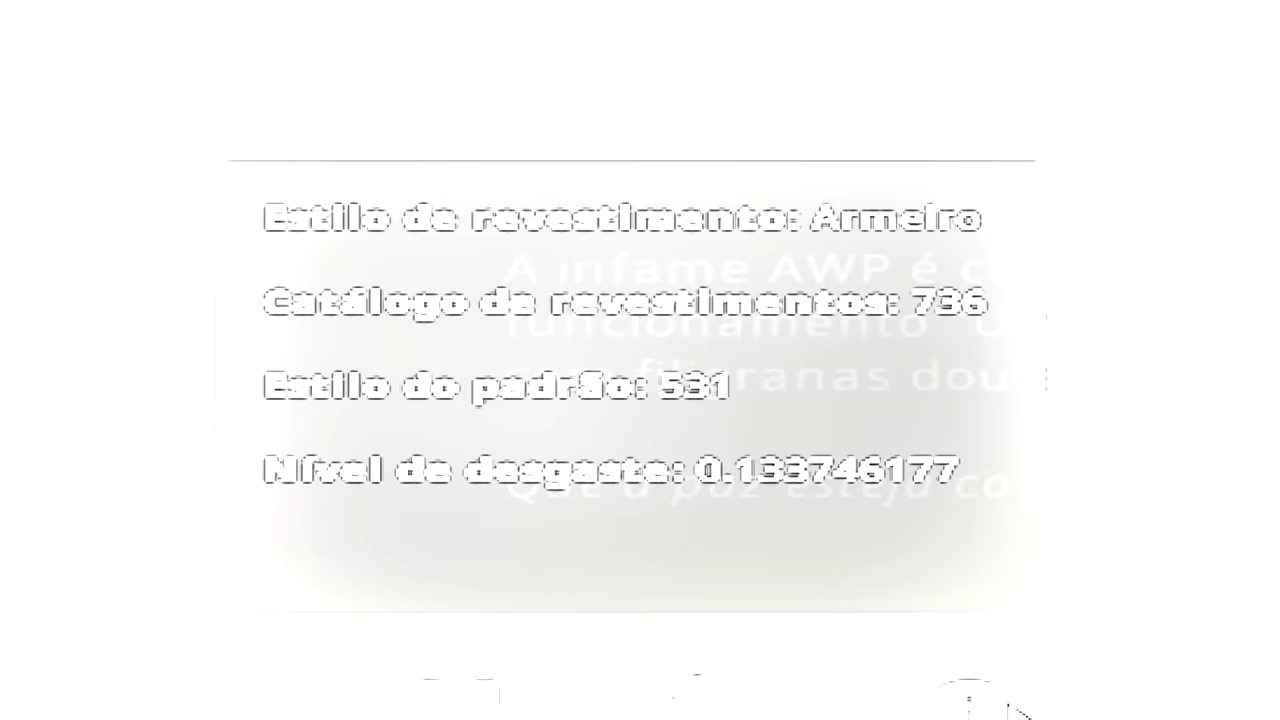 Estilo de revestimento: Armeiro
A infame AWP é
Catálogo de revestimentos: 736
funcionamento
Estilo do padrão: 531
dou
Nível de desgaste: 0.133746177
Que a paz esteja co